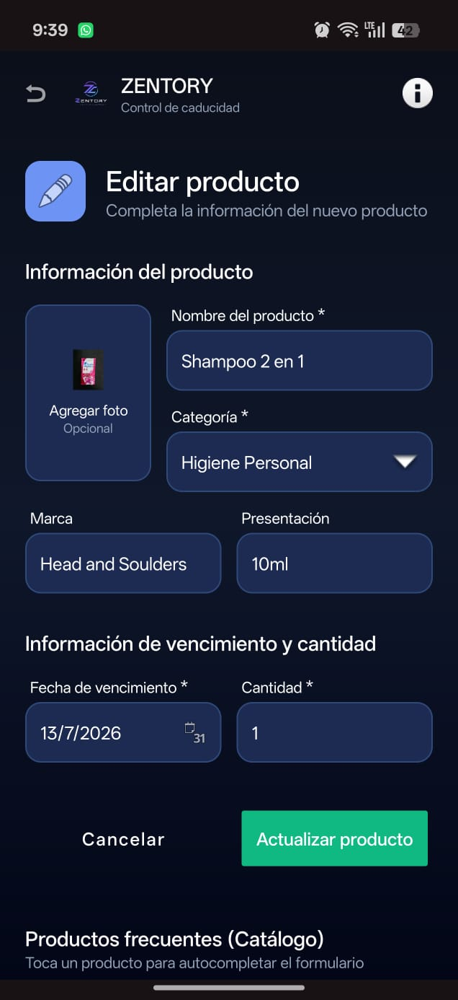 9:39
LTE
42
ZENTORY
ZENTORY
Control de caducidad
Editar producto
Completa la información del nuevo producto
Información del producto
Agregar foto
Opcional
Nombre del producto *
Shampoo 2 en 1
Categoría *
Higiene Personal
Marca
Presentación
Head and Soulders
10ml
Información de vencimiento y cantidad
Fecha de vencimiento *
Cantidad *
13/7/2026
31
1
Cancelar
Actualizar producto
Productos frecuentes (Catálogo)
Toca un producto para autocompletar el formulario